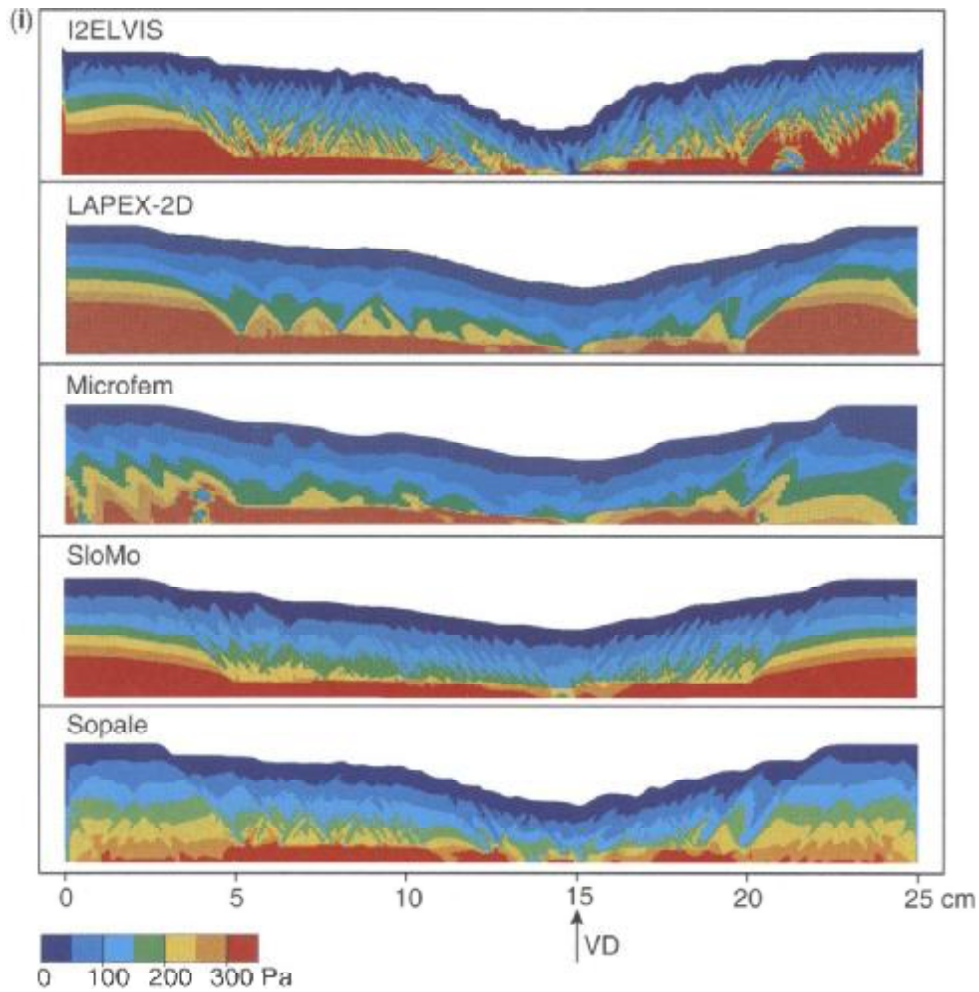 (i)
I2ELVIS
LAPEX-2D
Microfem
SloMo
Sopale
0 5 10 15 20 25 cm
VD
0 100 200 300 Pa